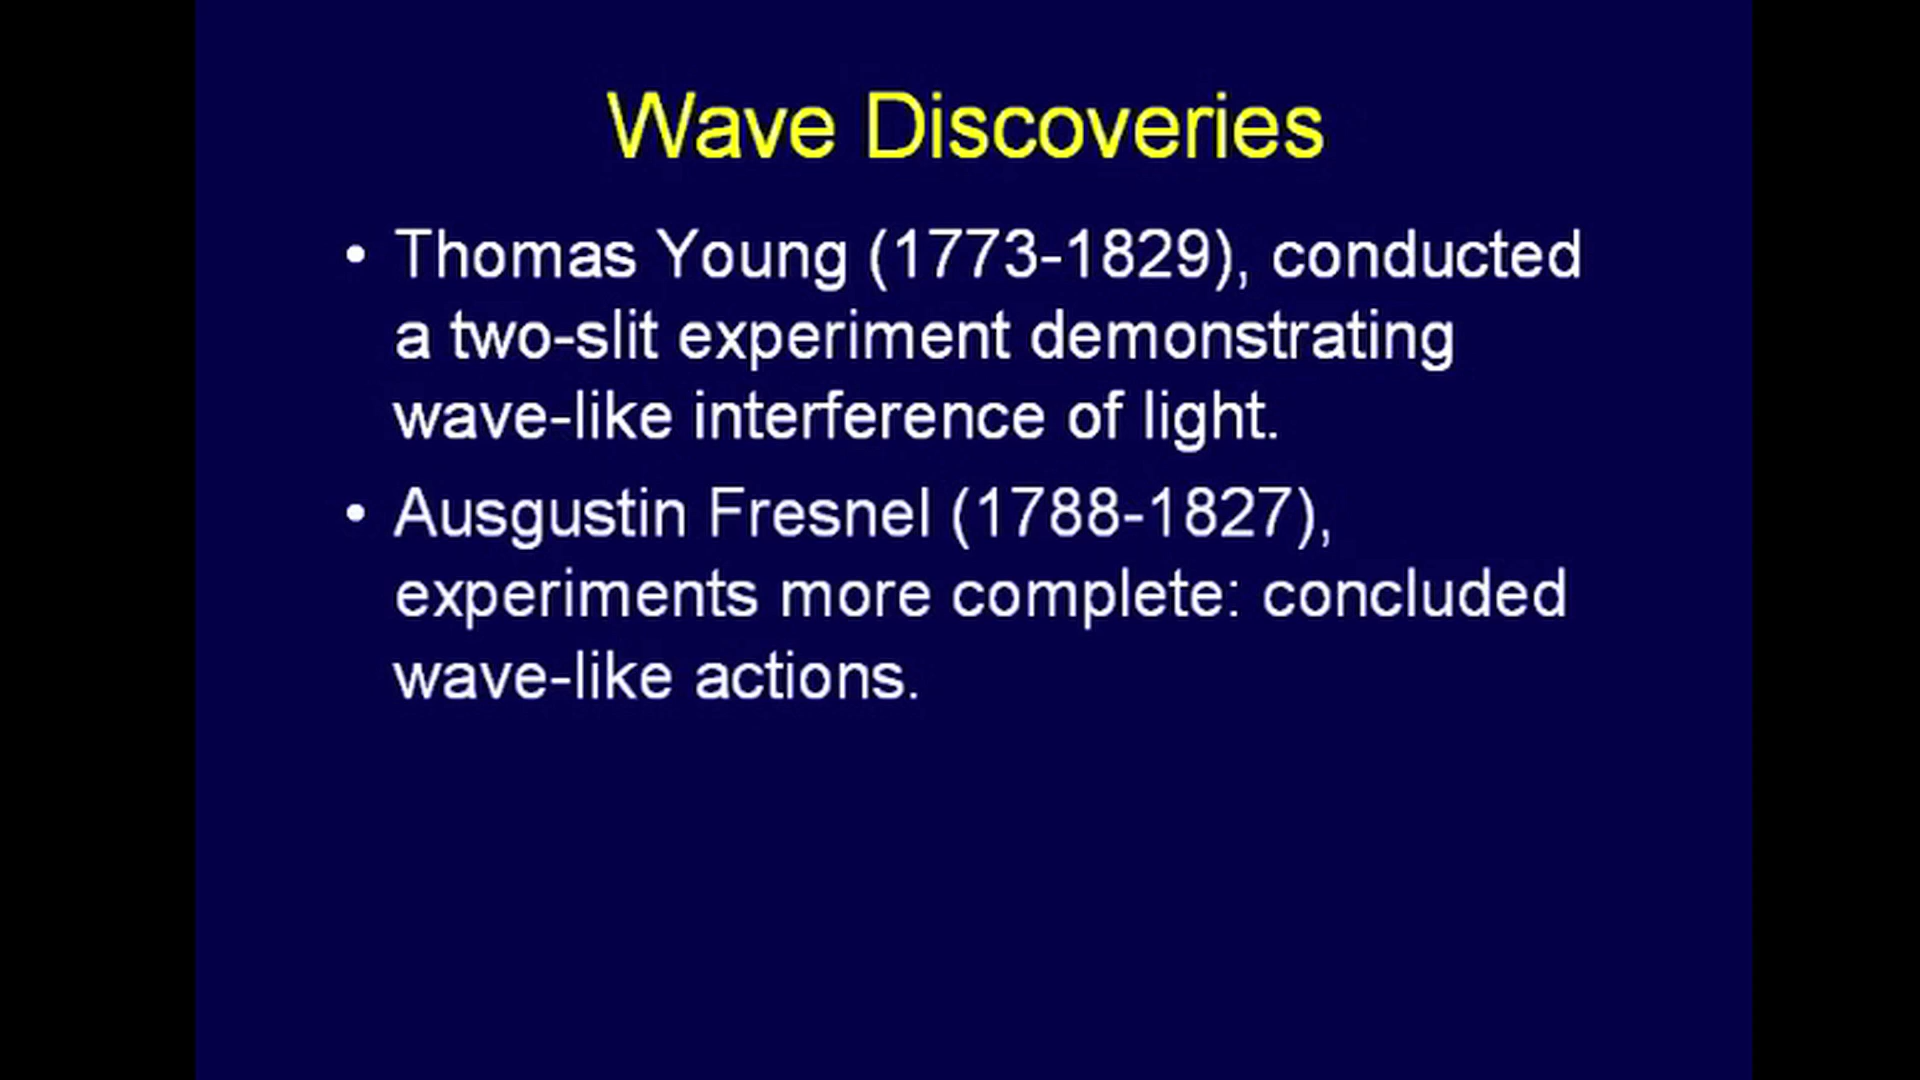 Wave Discoveries
• Thomas Young (1773-1829), conducted
a two-slit experiment demonstrating
wave-like interference of light.
• Ausgustin Fresnel (1788-1827),
experiments more complete: concluded
wave-like actions.